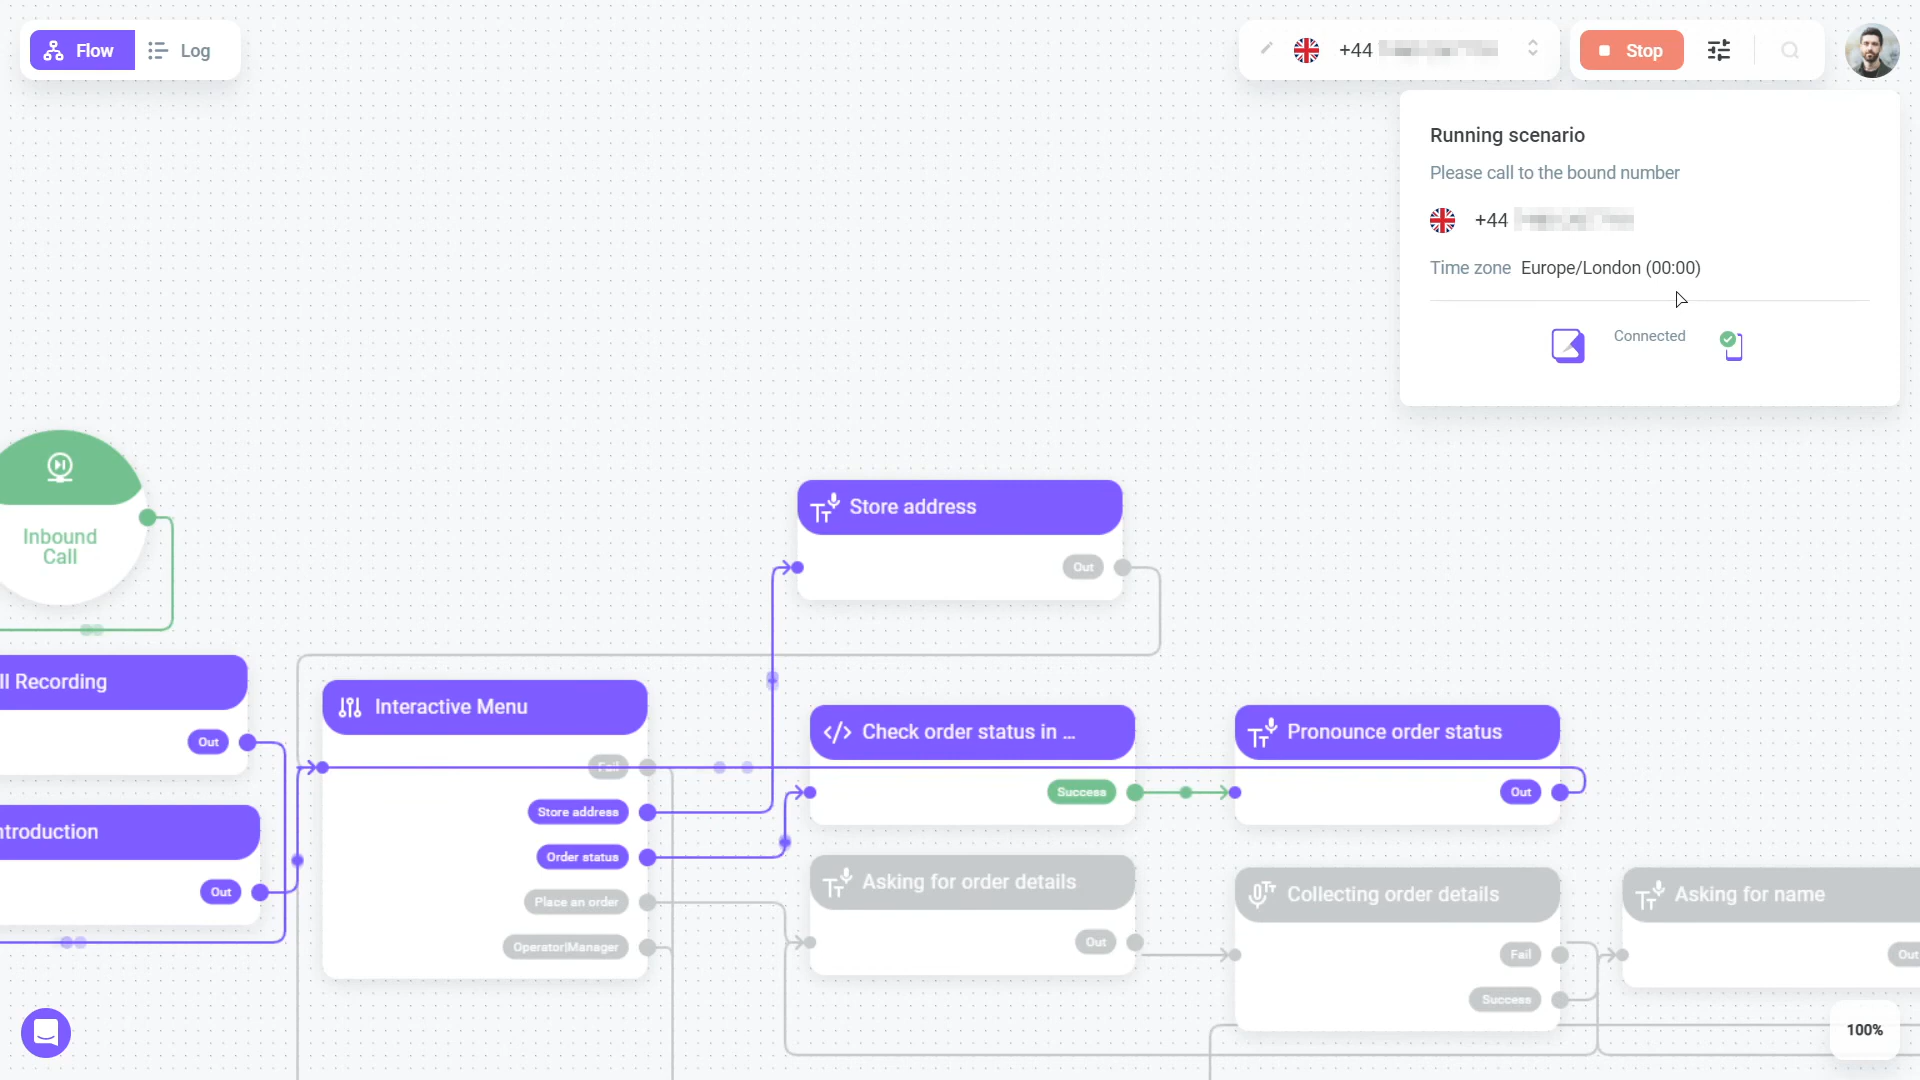 Flow
Log
+44
Stop
Running scenario
Please call to the bound number
+44
Time zone Europe/London (00:00)
Connected
Inbound
Call
Store address
Out
ll Recording
Out
Interactive Menu
Fail
Store address
Order status
Place an order
Operator|Manager
Check order status in ...
Success
Pronounce order status
Out
ntroduction
Out
Asking for order details
Out
Collecting order details
Fail
Success
Asking for name
Out
100%